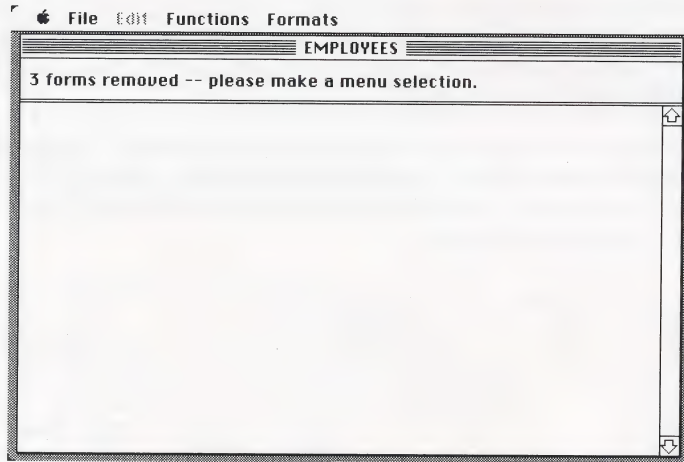 File Edit Functions Formats
EMPLOYEES
3 forms removed -- please make a menu selection.